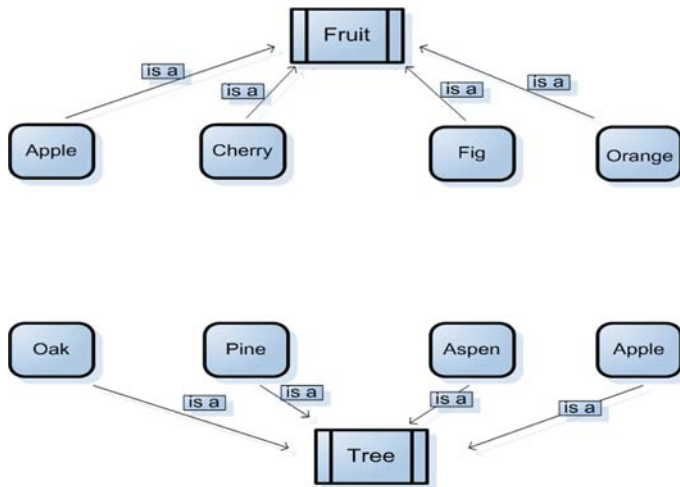 Fruit
is a
is a
is a
is a
Apple
Cherry
Fig
Orange
Oak
Pine
Aspen
Apple
is a
is a
is a
is a
Tree